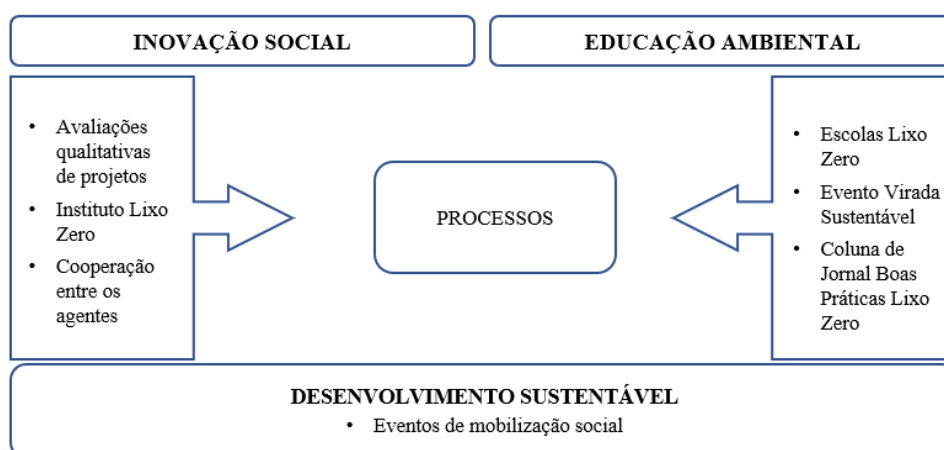 INOVAÇÃO SOCIAL
EDUCAÇÃO AMBIENTAL
• Avaliações
qualitativas
de projetos
• Instituto Lixo
Zero
• Cooperação
entre os
agentes
PROCESSOS
• Escolas Lixo
Zero
• Evento Virada
Sustentável
• Coluna de
Jornal Boas
Práticas Lixo
Zero
DESENVOLVIMENTO SUSTENTÁVEL
• Eventos de mobilização social